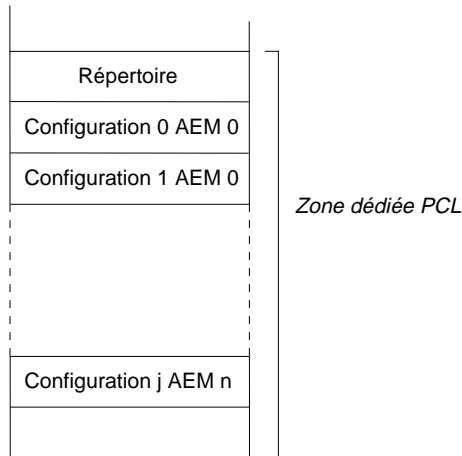 Répertoire
Configuration 0 AEM 0
Configuration 1 AEM 0
Zone dédiée PCL
Configuration j AEM n